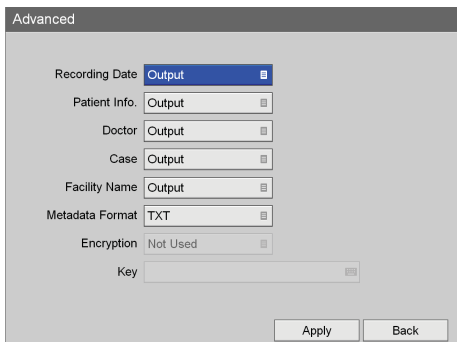 Advanced
Recording Date Output
Patient Info. Output
Doctor Output
Case Output
Facility Name Output
Metadata Format TXT
Encryption Not Used
Key
Apply Back